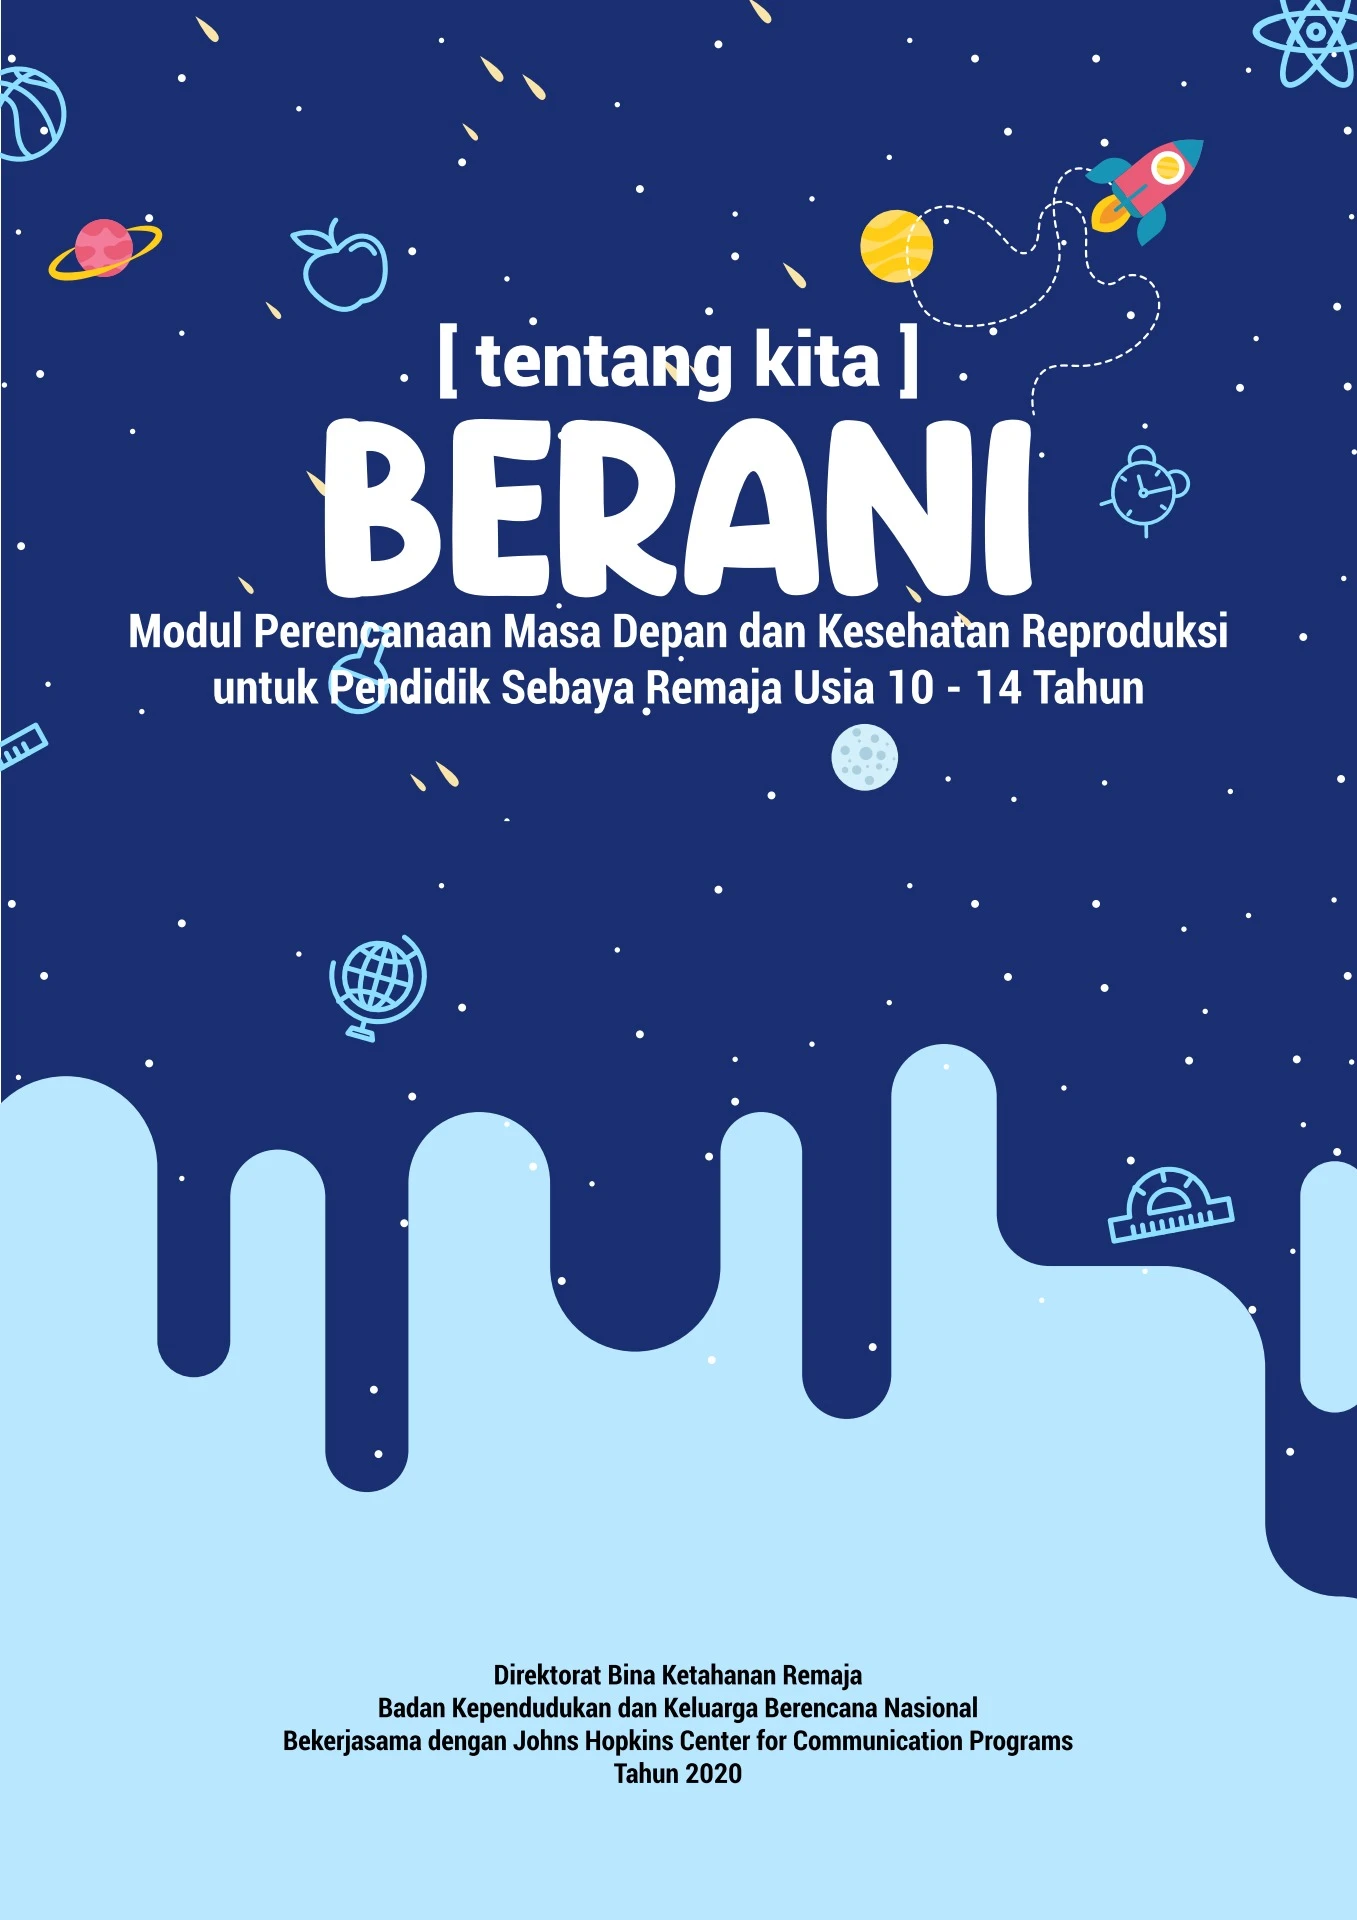 [ tentang kita ]
BERANI
Modul Perencanaan Masa Depan dan Kesehatan Reproduksi
untuk Pendidik Sebaya Remaja Usia 10 - 14 Tahun
Direktorat Bina Ketahanan Remaja
Badan Kependudukan dan Keluarga Berencana Nasional
Bekerjasama dengan Johns Hopkins Center for Communication Programs
Tahun 2020